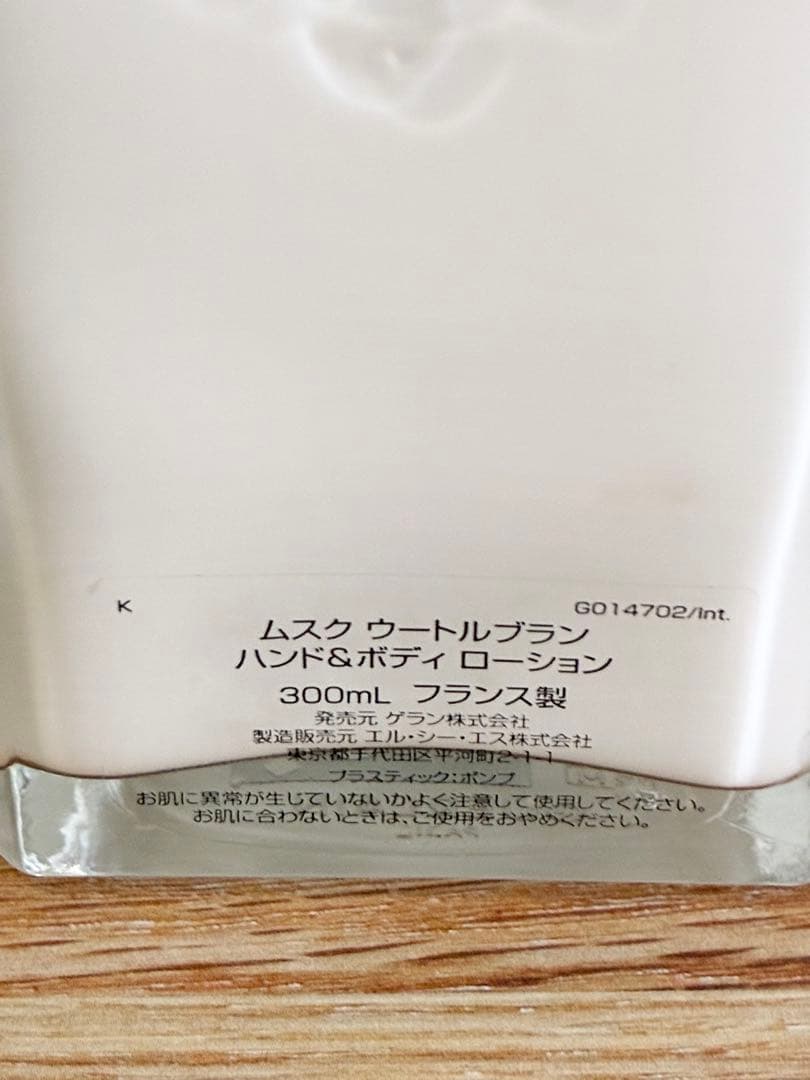 K
G014702/Int.
ムスク ウートルブラン
ハンド&ボディ ローション
300mL フランス製
発売元 ゲラン株式会社
製造販売元 エル・シー・エス株式会社
東京都千代田区平河町2-1-1
プラスティック:ポンプ
お肌に異常が生じていないかよく注意して使用してください。
お肌に合わないときは、ご使用をおやめください。